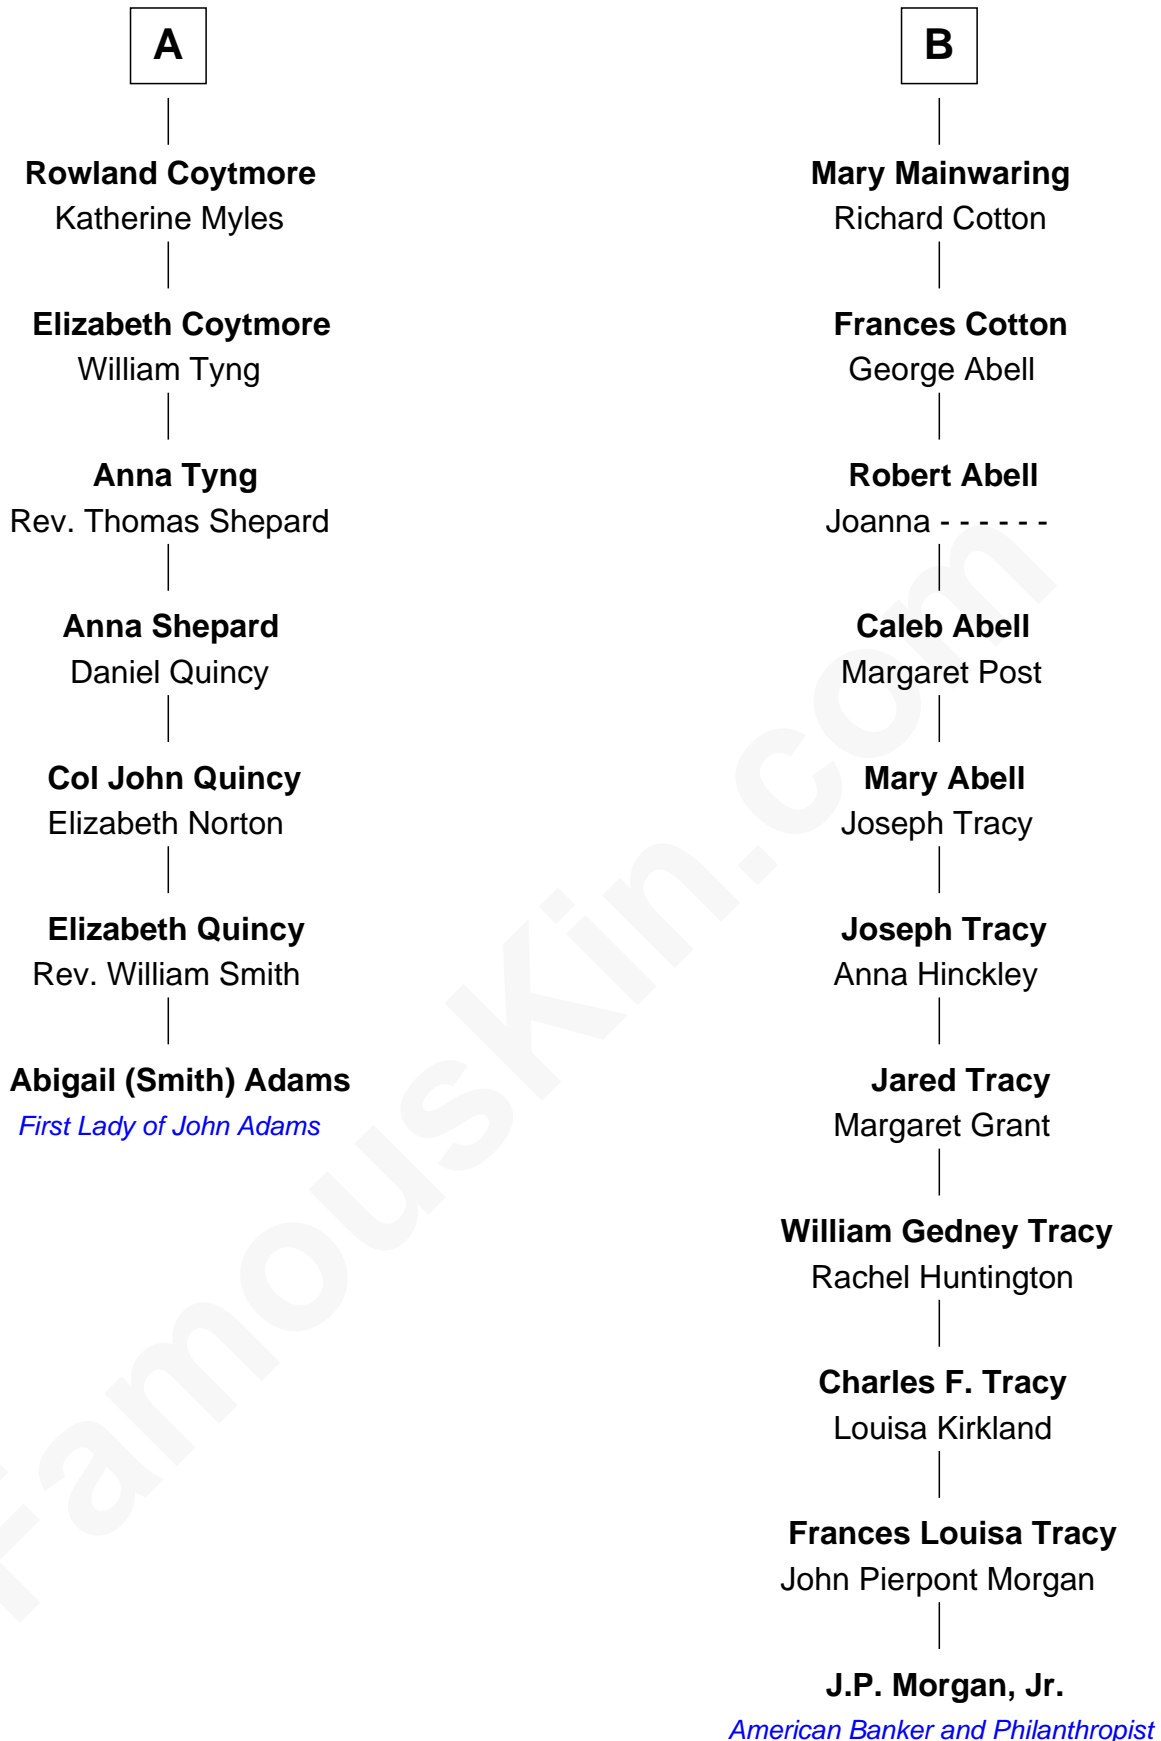 A
Rowland Coytmore
Katherine Myles
Elizabeth Coytmore
William Tyng
Anna Tyng
Rev. Thomas Shepard
Anna Shepard
Daniel Quincy
Col John Quincy
Elizabeth Norton
Elizabeth Quincy
Rev. William Smith
Abigail (Smith) Adams
First Lady of John Adams
B
Mary Mainwaring
Richard Cotton
Frances Cotton
George Abell
Robert Abell
Joanna - - - - - -
Caleb Abell
Margaret Post
Mary Abell
Joseph Tracy
Joseph Tracy
Anna Hinckley
Jared Tracy
Margaret Grant
William Gedney Tracy
Rachel Huntington
Charles F. Tracy
Louisa Kirkland
Frances Louisa Tracy
John Pierpont Morgan
J.P. Morgan, Jr.
American Banker and Philanthropist
FamousKin.com